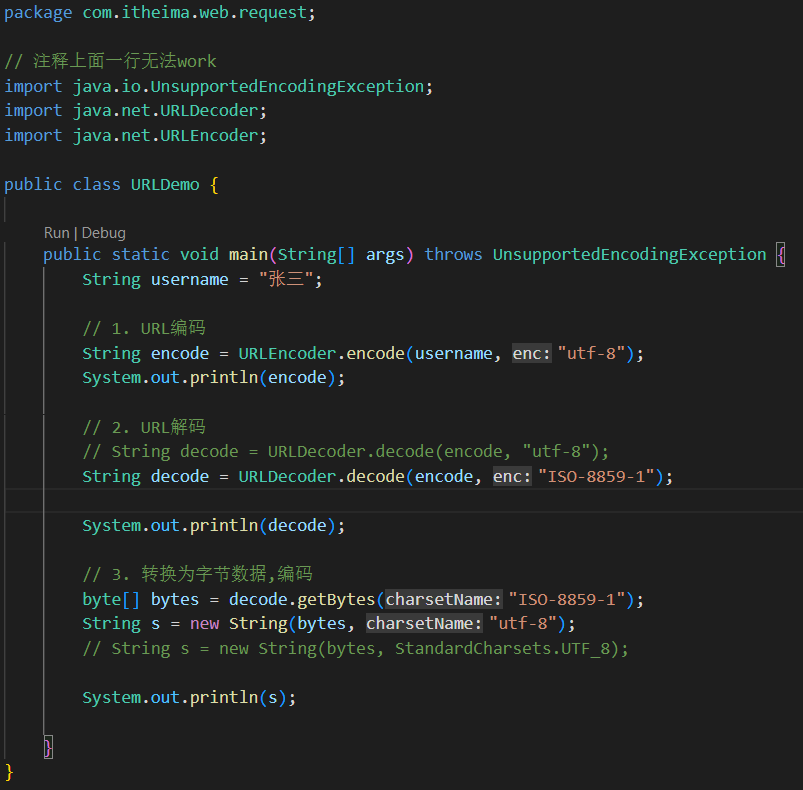 package com.itheima.web.request;
// 注释上面一行无法work
import java.io.UnsupportedEncodingException;
import java.net.URLDecoder;
import java.net.URLEncoder;
public class URLDemo {
Run | Debug
public static void main(String[] args) throws UnsupportedEncodingException {
String username = "张三";
// 1. URL编码
String encode = URLEncoder.encode(username, enc: "utf-8");
System.out.println(encode);
// 2. URL解码
// String decode = URLDecoder.decode(encode, "utf-8");
String decode = URLDecoder.decode(encode, enc: "ISO-8859-1");
System.out.println(decode);
// 3. 转换为字节数据,编码
byte[] bytes = decode.getBytes(charsetName: "ISO-8859-1");
String s = new String(bytes, charsetName: "utf-8");
// String s = new String(bytes, StandardCharsets.UTF_8);
System.out.println(s);
}
}